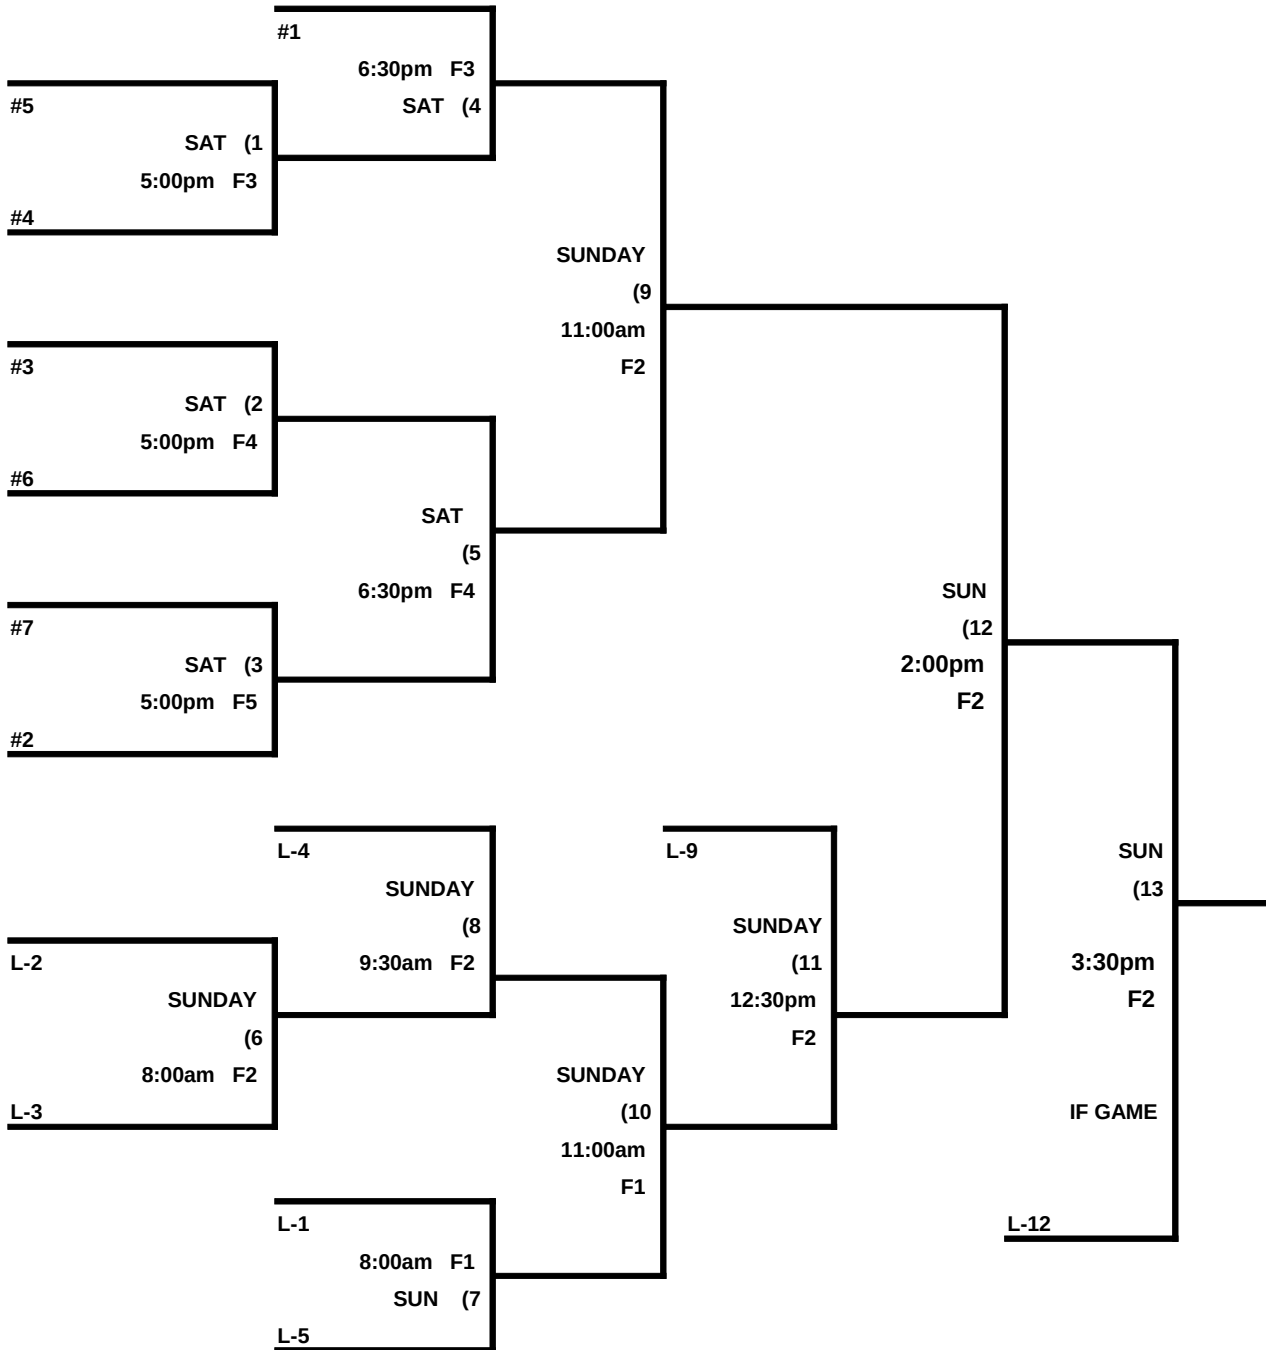 #1
6:30pm F3
SAT (4
#5
SAT (1
5:00pm F3
#4
SUNDAY
(9
11:00am
F2
#3
SAT (2
5:00pm F4
#6
SAT
(5
6:30pm F4
#7
SAT (3
5:00pm F5
#2
SUN
(12
2:00pm
F2
L-4
SUNDAY
(8
9:30am F2
L-2
SUNDAY
(6
8:00am F2
L-3
L-9
SUNDAY
(11
12:30pm
F2
SUNDAY
(10
11:00am
F1
L-1
8:00am F1
SUN (7
L-5
SUN
(13
3:30pm
F2
IF GAME
L-12